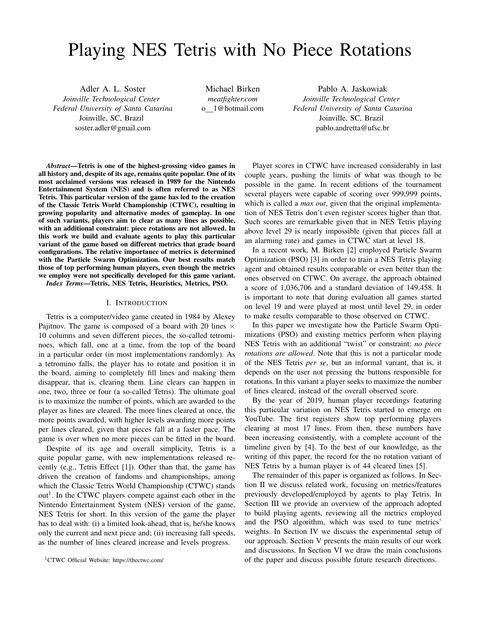 Playing NES Tetris with No Piece Rotations
Adler A. L. Soster
Joinville Technological Center
Federal University of Santa Catarina
Joinville, SC, Brazil
soster.adler@gmail.com
Michael Birken
meatfighter.com
o__1@hotmail.com
Pablo A. Jaskowiak
Joinville Technological Center
Federal University of Santa Catarina
Joinville, SC, Brazil
pablo.andretta@ufsc.br
Abstract—Tetris is one of the highest-grossing video games in
all history and, despite of its age, remains quite popular. One of its
most acclaimed versions was released in 1989 for the Nintendo
Entertainment System (NES) and is often referred to as NES
Tetris. This particular version of the game has led to the creation
of the Classic Tetris World Championship (CTWC), resulting in
growing popularity and alternative modes of gameplay. In one
of such variants, players aim to clear as many lines as possible,
with an additional constraint: piece rotations are not allowed. In
this work we build and evaluate agents to play this particular
variant of the game based on different metrics that grade board
configurations. The relative importance of metrics is determined
with the Particle Swarm Optimization. Our best results match
those of top performing human players, even though the metrics
we employ were not specifically developed for this game variant.
Index Terms—Tetris, NES Tetris, Heuristics, Metrics, PSO.
I. INTRODUCTION
Tetris is a computer/video game created in 1984 by Alexey
Pajitnov. The game is composed of a board with 20 lines ×
10 columns and seven different pieces, the so-called tetromi-
noes, which fall, one at a time, from the top of the board
in a particular order (in most implementations randomly). As
a tetromino falls, the player has to rotate and position it in
the board, aiming to completely fill lines and making them
disappear, that is, clearing them. Line clears can happen in
one, two, three or four (a so-called Tetris). The ultimate goal
is to maximize the number of points, which are awarded to the
player as lines are cleared. The more lines cleared at once, the
more points awarded, with higher levels awarding more points
per lines cleared, given that pieces fall at a faster pace. The
game is over when no more pieces can be fitted in the board.
Despite of its age and overall simplicity, Tetris is a
quite popular game, with new implementations released re-
cently (e.g., Tetris Effect [1]). Other than that, the game has
driven the creation of fandoms and championships, among
which the Classic Tetris World Championship (CTWC) stands
out1. In the CTWC players compete against each other in the
Nintendo Entertainment System (NES) version of the game,
NES Tetris for short. In this version of the game the player
has to deal with: (i) a limited look-ahead, that is, he/she knows
only the current and next piece and; (ii) increasing fall speeds,
as the number of lines cleared increase and levels progress.
1CTWC Official Website: https://thectwc.com/
Player scores in CTWC have increased considerably in last
couple years, pushing the limits of what was though to be
possible in the game. In recent editions of the tournament
several players were capable of scoring over 999,999 points,
which is called a max out, given that the original implementa-
tion of NES Tetris don't even register scores higher than that.
Such scores are remarkable given that in NES Tetris playing
above level 29 is nearly impossible (given that pieces fall at
an alarming rate) and games in CTWC start at level 18.
In a recent work, M. Birken [2] employed Particle Swarm
Optimization (PSO) [3] in order to train a NES Tetris playing
agent and obtained results comparable or even better than the
ones observed on CTWC. On average, the approach obtained
a score of 1,036,706 and a standard deviation of 149,458. It
is important to note that during evaluation all games started
on level 19 and were played at most until level 29, in order
to make results comparable to those observed on CTWC.
In this paper we investigate how the Particle Swarm Opti-
mizations (PSO) and existing metrics perform when playing
NES Tetris with an additional "twist" or constraint: no piece
rotations are allowed. Note that this is not a particular mode
of the NES Tetris per se, but an informal variant, that is, it
depends on the user not pressing the buttons responsible for
rotations. In this variant a player seeks to maximize the number
of lines cleared, instead of the overall observed score.
By the year of 2019, human player recordings featuring
this particular variation on NES Tetris started to emerge on
YouTube. The first registers show top performing players
clearing at most 17 lines. From then, these numbers have
been increasing consistently, with a complete account of the
timeline given by [4]. To the best of our knowledge, as the
writing of this paper, the record for the no rotation variant of
NES Tetris by a human player is of 44 cleared lines [5].
The remainder of this paper is organized as follows. In Sec-
tion II we discuss related work, focusing on metrics/features
previously developed/employed by agents to play Tetris. In
Section III we provide an overview of the approach adopted
to build playing agents, reviewing all the metrics employed
and the PSO algorithm, which was used to tune metrics'
weights. In Section IV we discuss the experimental setup of
our approach. Section V presents the main results of our work
and discussions. In Section VI we draw the main conclusions
of the paper and discuss possible future research directions.